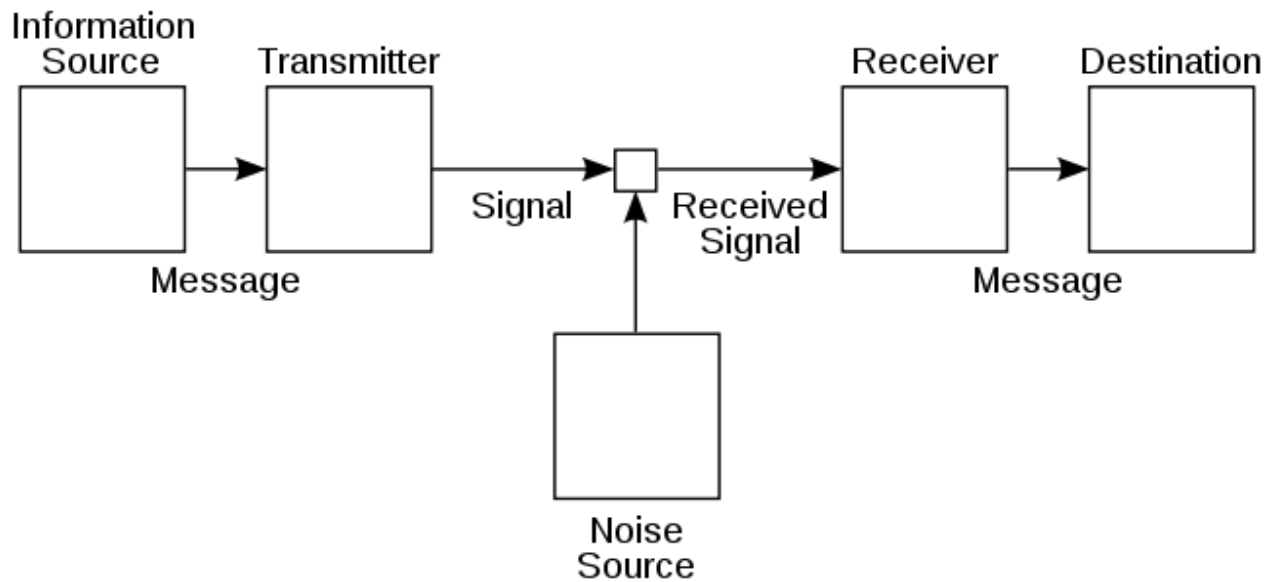 Information
Source
Transmitter
Receiver
Destination
Signal
Received
Signal
Message
Message
Noise
Source